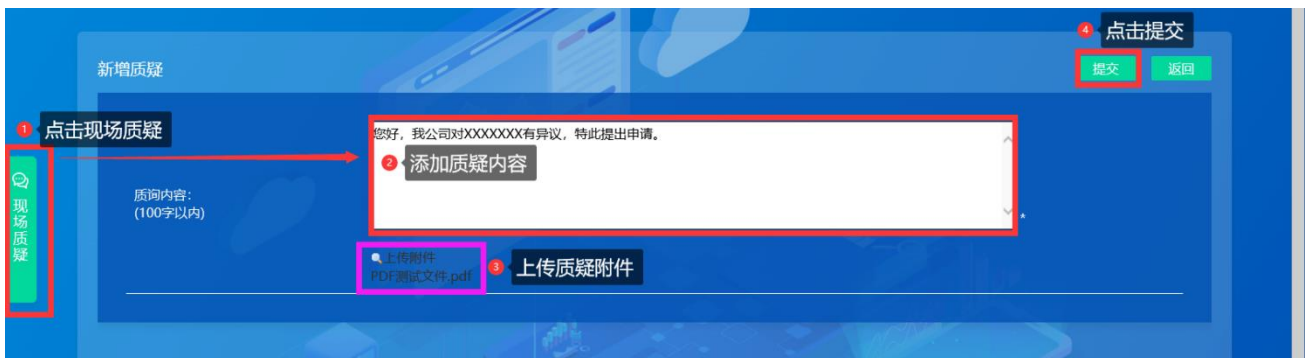 4 点击提交
新增质疑
提交 返回
1 点击现场质疑
您好，我公司对XXXXXXX有异议，特此提出申请。
2 添加质疑内容
现场质疑
质询内容:
(100字以内)
*
上传附件
PDF测试文件.pdf
3 上传质疑附件